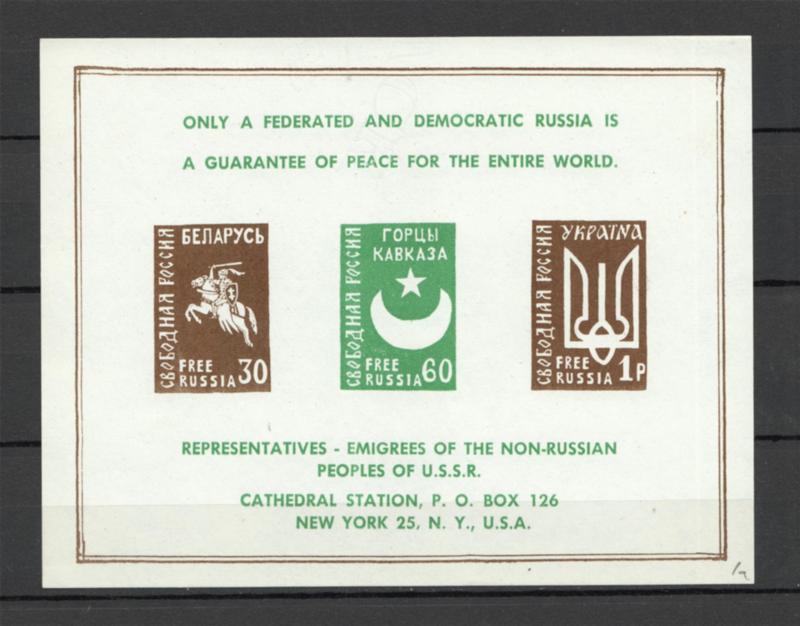 ONLY A FEDERATED AND DEMOCRATIC RUSSIA IS
A GUARANTEE OF PEACE FOR THE ENTIRE WORLD.
СВОБОДНАЯ РОССИЯ
БЕЛАРУСЬ
FREE
RUSSIA 30
СВОБОДНАЯ РОССИЯ
ГОРЦЫ
КАВКАЗА
FREE
RUSSIA 60
СВОБОДНАЯ РОССИЯ
УКРАЇNА
FREE
RUSSIA 1Р
REPRESENTATIVES - EMIGREES OF THE NON-RUSSIAN
PEOPLES OF U.S.S.R.
CATHEDRAL STATION, P. O. BOX 126
NEW YORK 25, N. Y., U.S.A.